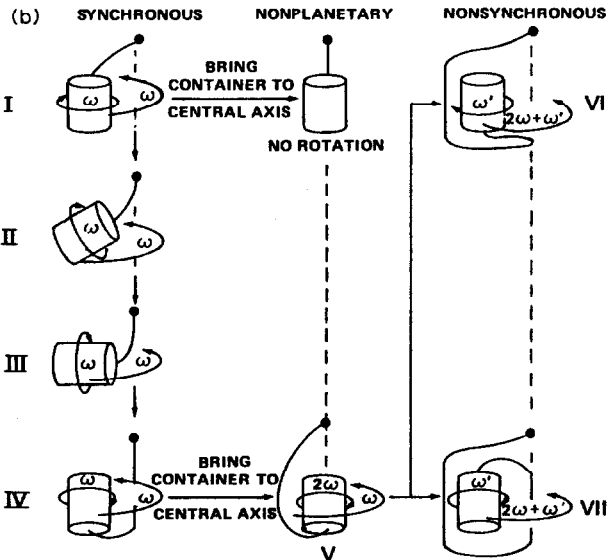 (b)
SYNCHRONOUS
NONPLANETARY
NONSYNCHRONOUS
I
ω
ω
BRING
CONTAINER TO
CENTRAL AXIS
NO ROTATION
ω'
2ω+ω'
VI
II
ω
ω
III
ω
ω
IV
ω
ω
BRING
CONTAINER TO
CENTRAL AXIS
2ω
ω
V
ω'
2ω+ω'
VII